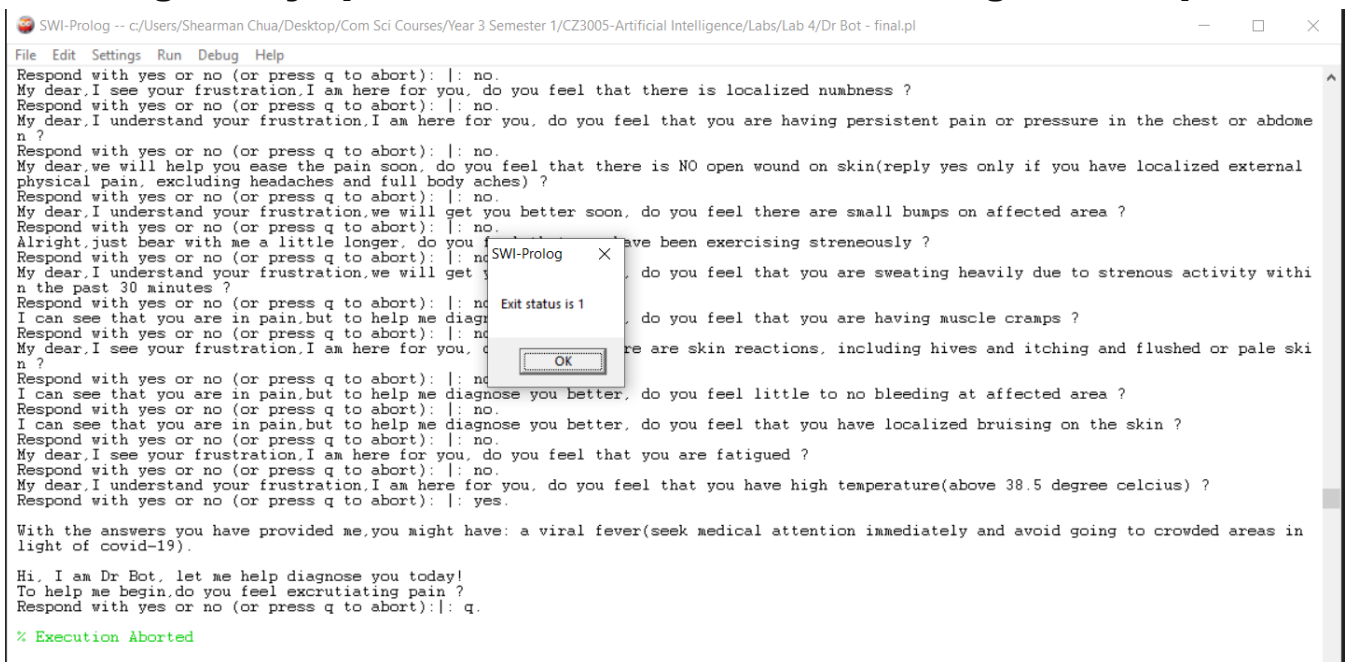 SWI-Prolog -- c:/Users/Shearman Chua/Desktop/Com Sci Courses/Year 3 Semester 1/CZ3005-Artificial Intelligence/Labs/Lab 4/Dr Bot - final.pl
File Edit Settings Run Debug Help
Respond with yes or no (or press q to abort): |: no.
My dear,I see your frustration,I am here for you, do you feel that there is localized numbness ?
Respond with yes or no (or press q to abort): |: no.
My dear,I understand your frustration,I am here for you, do you feel that you are having persistent pain or pressure in the chest or abdome
n ?
Respond with yes or no (or press q to abort): |: no.
My dear,we will help you ease the pain soon, do you feel that there is NO open wound on skin(reply yes only if you have localized external
physical pain, excluding headaches and full body aches) ?
Respond with yes or no (or press q to abort): |: no.
My dear,I understand your frustration,we will get you better soon, do you feel there are small bumps on affected area ?
Respond with yes or no (or press q to abort): |: no.
Alright,just bear with me a little longer, do you have been exercising streneously ?
Respond with yes or no (or press q to abort): |:
My dear,I understand your frustration,we will get , do you feel that you are sweating heavily due to strenous activity withi
n the past 30 minutes ?
Respond with yes or no (or press q to abort): |:
I can see that you are in pain,but to help me , do you feel that you are having muscle cramps ?
Respond with yes or no (or press q to abort): |:
My dear,I see your frustration,I am here for you, are skin reactions, including hives and itching and flushed or pale ski
n ?
Respond with yes or no (or press q to abort): |:
I can see that you are in pain,but to help me diagnose you better, do you feel little to no bleeding at affected area ?
Respond with yes or no (or press q to abort): |: no.
I can see that you are in pain,but to help me diagnose you better, do you feel that you have localized bruising on the skin ?
Respond with yes or no (or press q to abort): |: no.
My dear,I see your frustration,I am here for you, do you feel that you are fatigued ?
Respond with yes or no (or press q to abort): |: no.
My dear,I understand your frustration,I am here for you, do you feel that you have high temperature(above 38.5 degree celcius) ?
Respond with yes or no (or press q to abort): |: yes.
With the answers you have provided me,you might have: a viral fever(seek medical attention immediately and avoid going to crowded areas in
light of covid-19).
Hi, I am Dr Bot, let me help diagnose you today!
To help me begin,do you feel excrutiating pain ?
Respond with yes or no (or press q to abort):|: q.
% Execution Aborted
SWI-Prolog
Exit status is 1
OK